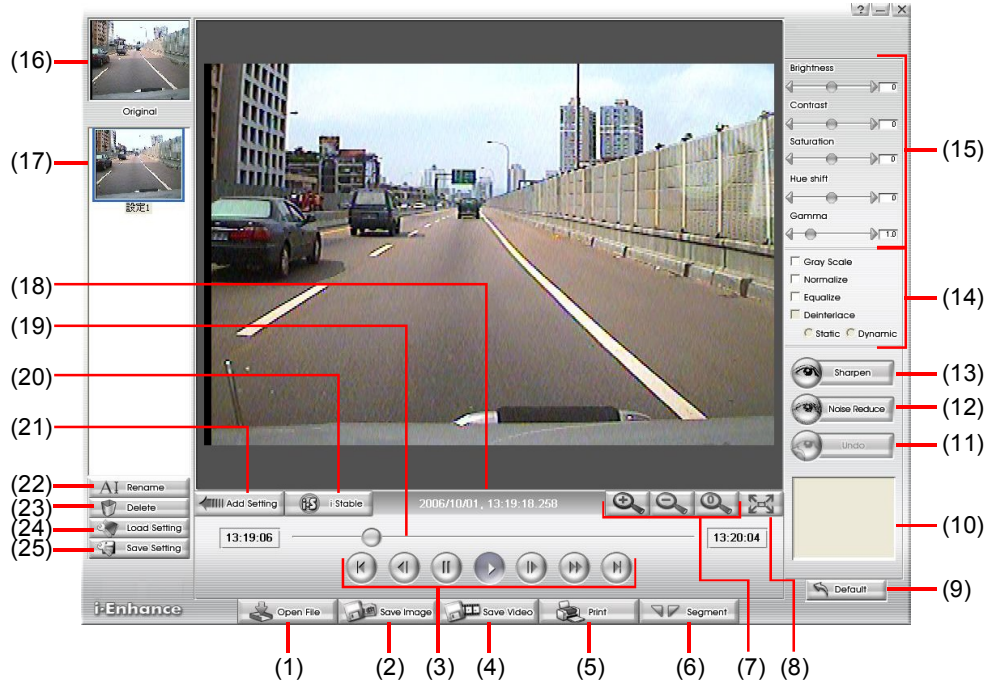 ? — X
(16)
Original
(17)
設定1
Brightness
0
Contrast
0
Saturation
0
Hue shift
0
Gamma
1.0
(15)
Gray Scale
Normalize
Equalize
Deinterlace
Static Dynamic
(14)
(18)
(19)
(20)
(21)
Sharpen
(13)
Noise Reduce
(12)
Undo
(11)
(22)
AI Rename
(23)
Delete
(24)
Load Setting
(25)
Save Setting
Add Setting
i-S i Stable
2006/10/01, 13:19:18.258
0
(10)
13:19:06
13:20:04
Default
(9)
i-Enhance
Open File
Save Image
Save Video
Print
Segment
(1)
(2)
(3)
(4)
(5)
(6)
(7)
(8)